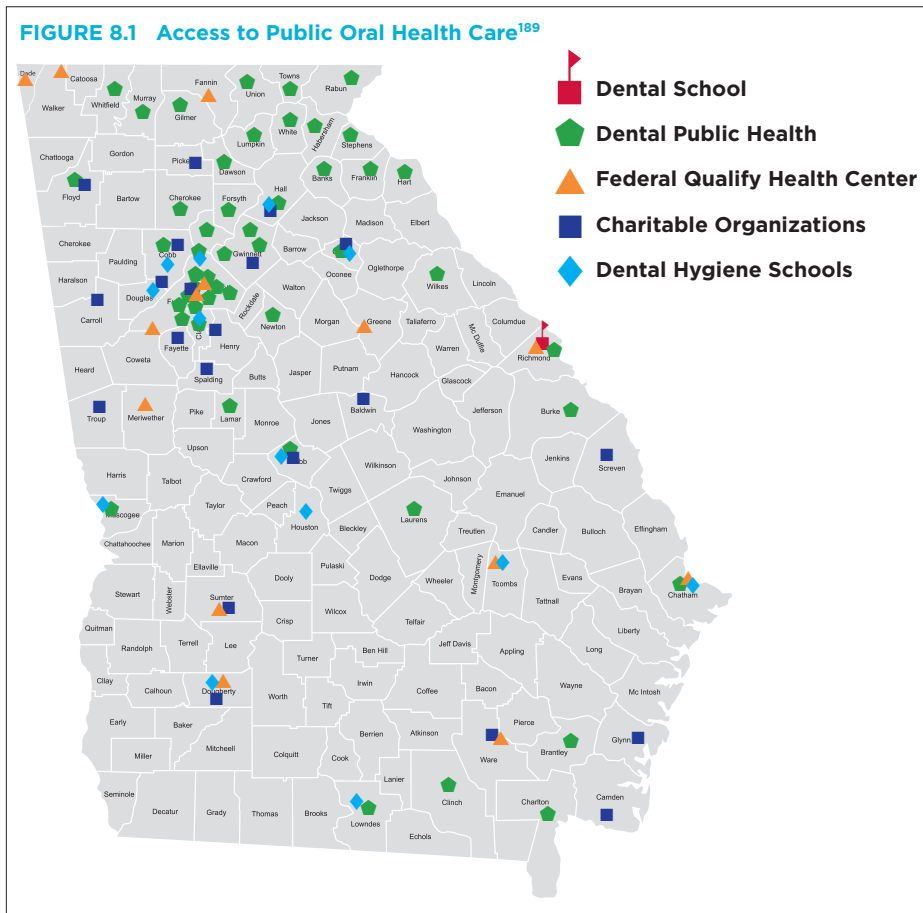 FIGURE 8.1 Access to Public Oral Health Care189
Dental School
Dental Public Health
Federal Qualify Health Center
Charitable Organizations
Dental Hygiene Schools
Dade
Catoosa
Walker
Whitfield
Murray
Fannin
Gilmer
Union
Towns
Rabun
White
Habersham
Lumpkin
Stephens
Chattooga
Gordon
Dawson
Banks
Franklin
Hart
Floyd
Bartow
Cherokee
Forsyth
Hall
Jackson
Madison
Elbert
Cherokee
Paulding
Cobb
Gwinnett
Barrow
Oconee
Oglethorpe
Wilkes
Lincoln
Haralson
Douglas
Rockdale
Walton
Carroll
Newton
Morgan
Greene
Taliaferro
Mc Duffie
Columdue
Richmond
Warren
Coweta
Fayette
Henry
Heard
Spalding
Butts
Jasper
Putnam
Hancock
Glascock
Troup
Meriwether
Pike
Lamar
Monroe
Jones
Baldwin
Washington
Jefferson
Burke
Upson
Jenkins
Screven
Harris
Talbot
Crawford
Wilkinson
Johnson
Twiggs
Emanuel
Taylor
Peach
Houston
Bleckley
Laurens
Treutlen
Candler
Bulloch
Effingham
Chattahoochee
Marion
Macon
Ellaville
Pulaski
Dodge
Wheeler
Montgomery
Toombs
Evans
Tattnall
Brayan
Chatham
Stewart
Webster
Sumter
Dooly
Crisp
Wilcox
Telfair
Liberty
Quitman
Randolph
Terrell
Lee
Turner
Ben Hill
Jeff Davis
Appling
Long
Cllay
Calhoun
Dougherty
Worth
Tift
Irwin
Coffee
Bacon
Wayne
Mc Intosh
Early
Baker
Mitcheell
Miller
Colquitt
Cook
Berrien
Atkinson
Pierce
Ware
Brantley
Glynn
Lanier
Clinch
Charlton
Camden
Seminole
Decatur
Grady
Thomas
Brooks
Lowndes
Echols